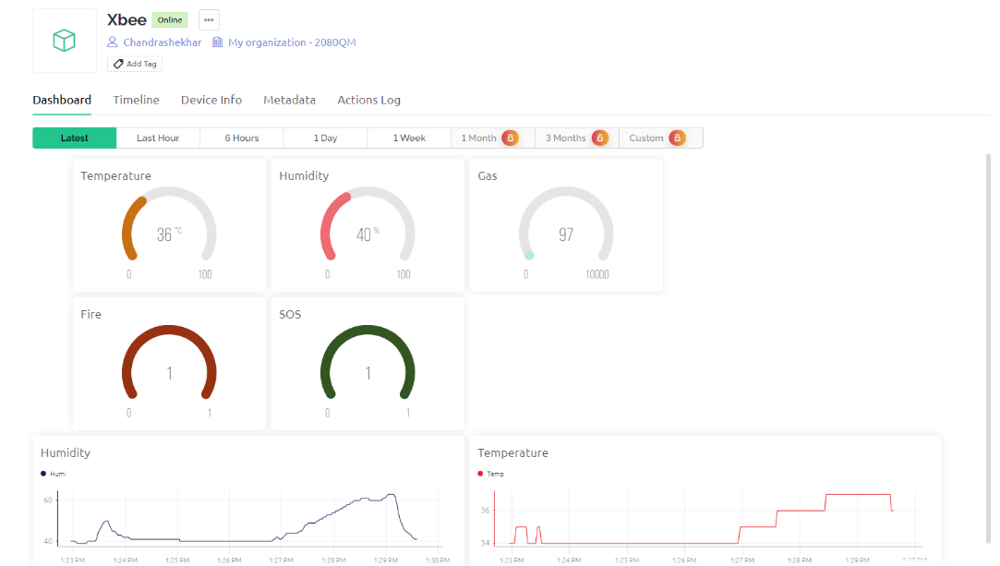 Xbee Online
Chandrashekhar My organization - 2080QM
Add Tag
Dashboard Timeline Device Info Metadata Actions Log
Latest Last Hour 6 Hours 1 Day 1 Week 1 Month 3 Months Custom
Temperature Humidity Gas
36 °C 40 % 97
0 100 0 100 0 10000
Fire SOS
1 1
0 1 0 1
Humidity
Humi
60
40
1:23 PM 1:24 PM 1:25 PM 1:26 PM 1:27 PM 1:28 PM 1:29 PM 1:30 PM
Temperature
Temp
36
34
1:23 PM 1:24 PM 1:25 PM 1:26 PM 1:27 PM 1:28 PM 1:29 PM